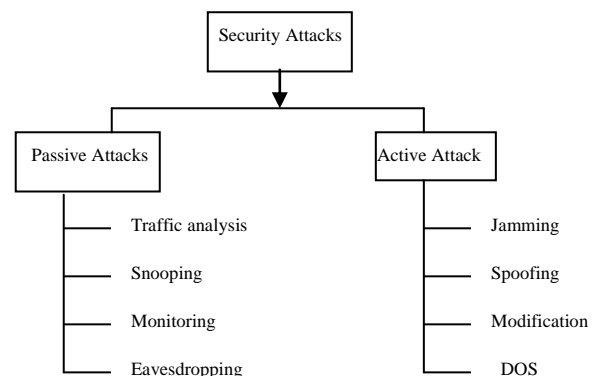 Security Attacks
Passive Attacks
Active Attack
Traffic analysis
Snooping
Monitoring
Eavesdropping
Jamming
Spoofing
Modification
DOS